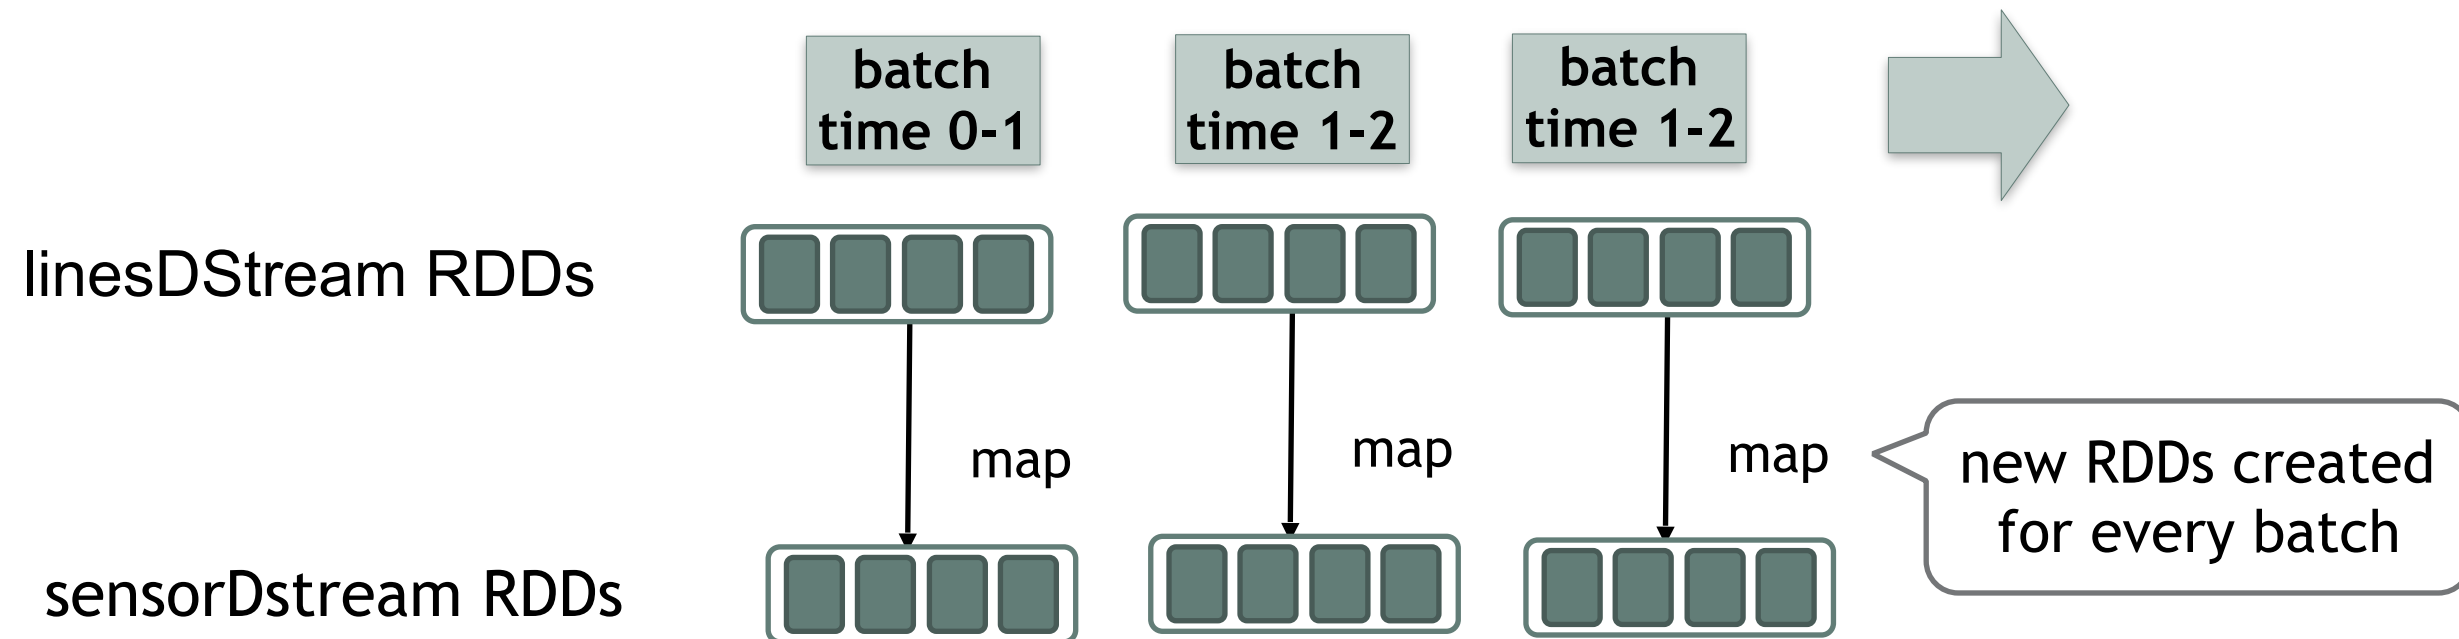 batch
time 0-1
batch
time 1-2
batch
time 1-2
linesDStream RDDs
map
map
map
new RDDs created
for every batch
sensorDstream RDDs